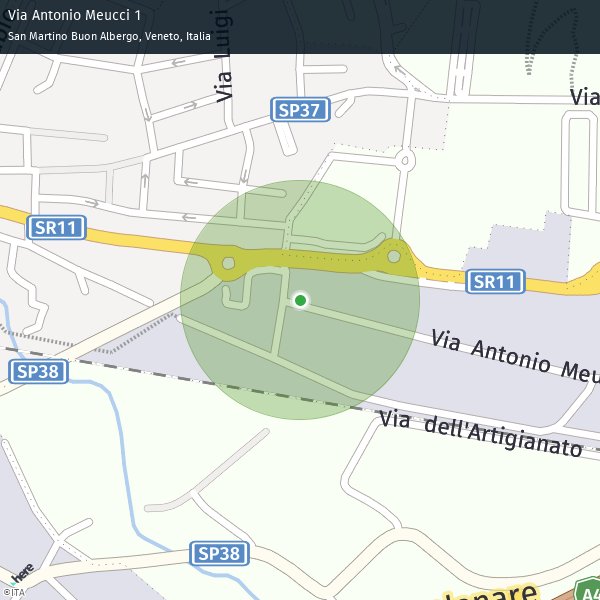 Via Antonio Meucci 1
San Martino Buon Albergo, Veneto, Italia
Via Luigi
Via
SP37
SR11
SR11
Via Antonio Meu
SP38
Via dell'Artigianato
SP38
here
©ITA
A4